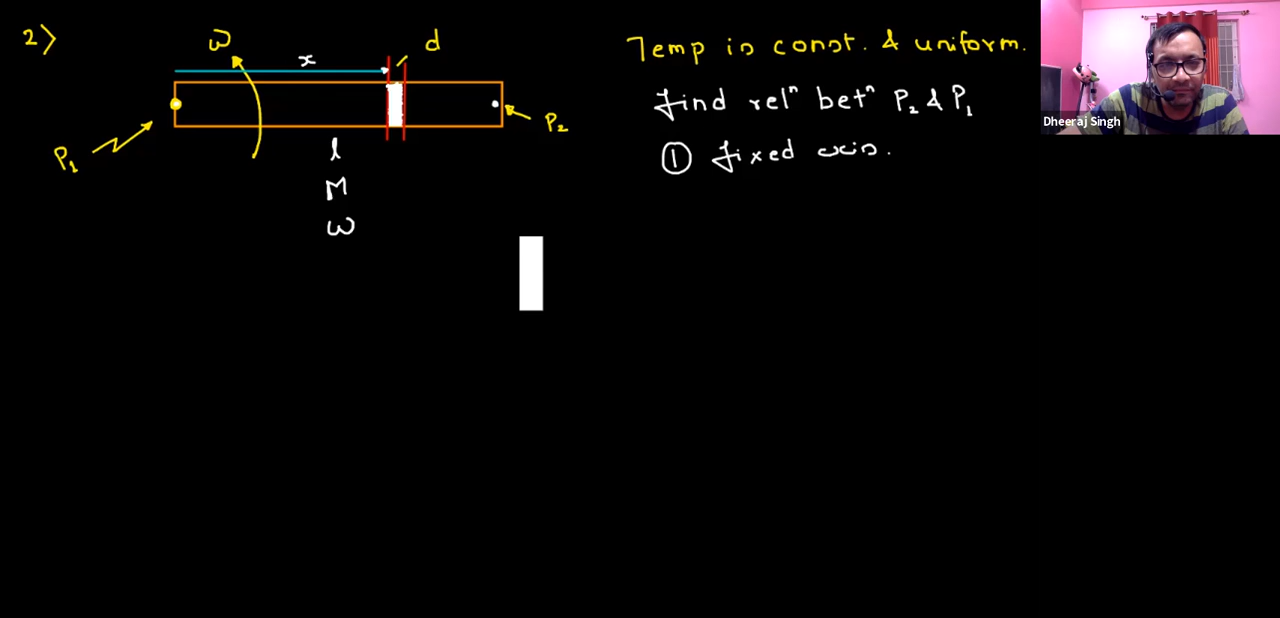 2>
ω
x
d
P₁
P₂
l
M
ω
Temp is const. & uniform.
find relⁿ betⁿ P₂ & P₁
① fixed axis.
Dheeraj Singh